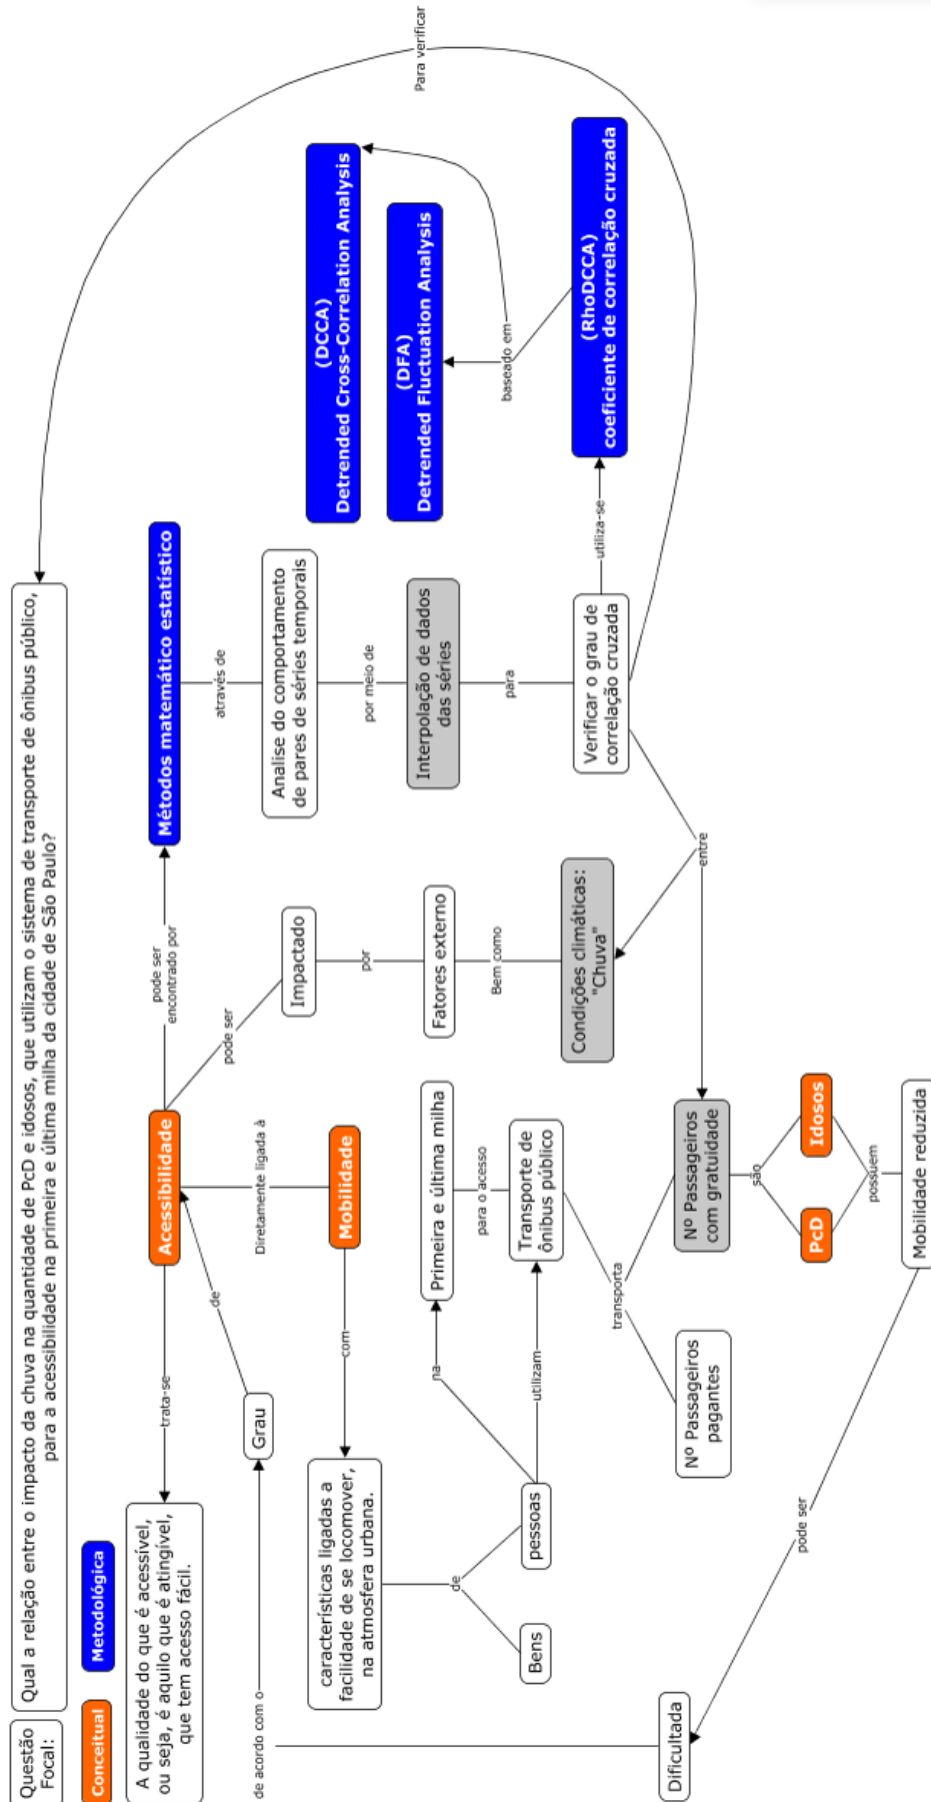 Questão
Focal:
Qual a relação entre o impacto da chuva na quantidade de PcD e idosos, que utilizam o sistema de transporte de ônibus público,
para a acessibilidade na primeira e última milha da cidade de São Paulo?
Conceitual
Metodológica
Para verificar
A qualidade do que é acessível,
ou seja, é aquilo que é atingível,
que tem acesso fácil.
trata-se
Acessibilidade
pode ser
encontrado por
Métodos matemático estatístico
de
Grau
de acordo com o
Diretamente ligada à
pode ser
Impactado
através de
Analise do comportamento
de pares de séries temporais
(DCCA)
Detrended Cross-Correlation Analysis
características ligadas a
facilidade de se locomover,
na atmosfera urbana.
com
Mobilidade
por
por meio de
(DFA)
Detrended Fluctuation Analysis
Primeira e última milha
Fatores externo
Interpolação de dados
das séries
de
na
para o acesso
Bem como
para
baseado em
Bens
pessoas
utilizam
Transporte de
ônibus público
Condições climáticas:
"Chuva"
Verificar o grau de
correlação cruzada
utiliza-se
(RhoDCCA)
coeficiente de correlação cruzada
transporta
entre
Dificultada
Nº Passageiros
pagantes
Nº Passageiros
com gratuidade
são
pode ser
PcD
Idosos
possuem
Mobilidade reduzida